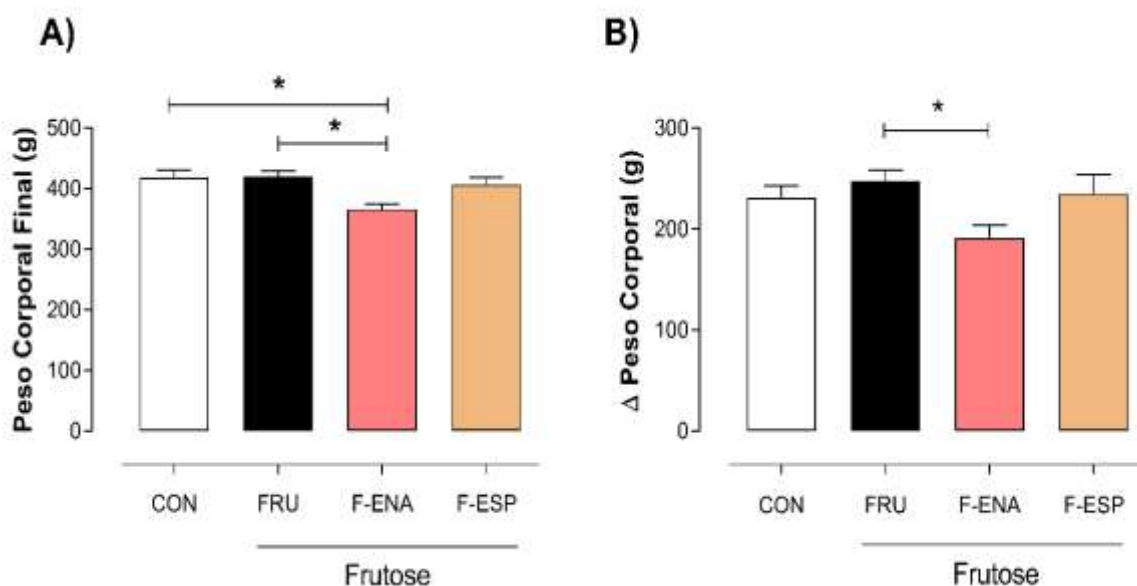 A)
*
*
Peso Corporal Final (g)
500
400
300
200
100
0
CON FRU F-ENA F-ESP
Frutose
B)
*
Δ Peso Corporal (g)
300
200
100
0
CON FRU F-ENA F-ESP
Frutose